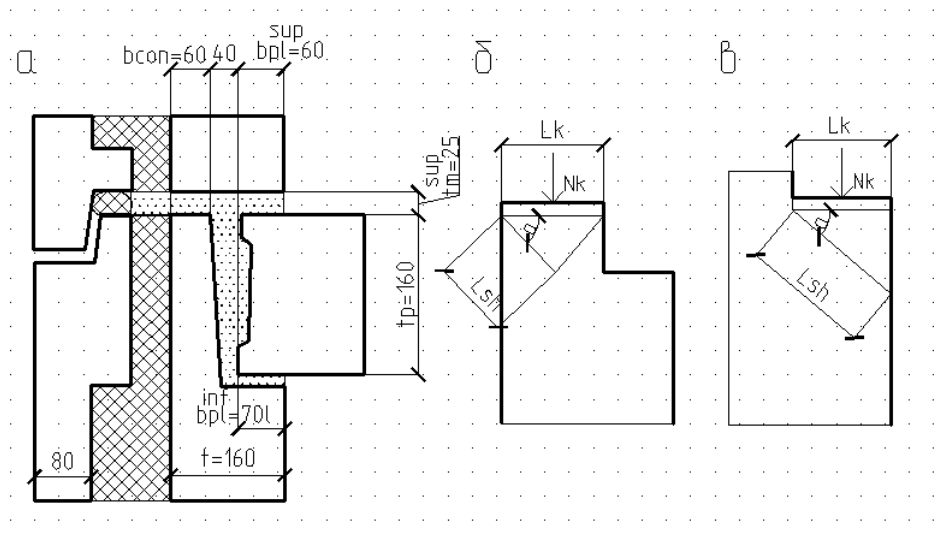 а
bcon=60
40
sup
bpl=60
sup
tm=25
tp=160
inf
bpl=70l
80
t=160
б
Lk
Nk
Lsh
в
Lk
Nk
Lsh